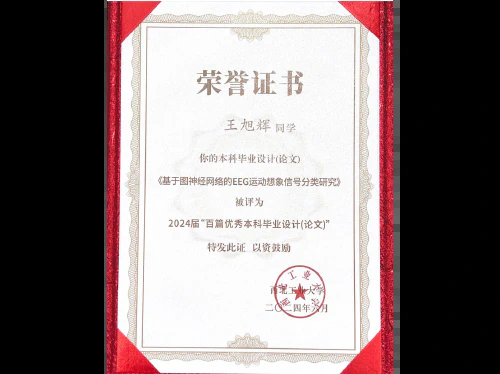 荣誉证书
王旭辉 同学
你的本科毕业设计(论文)
《基于图神经网络的EEG运动想象信号分类研究》
被评为
2024届"百篇优秀本科毕业设计(论文)"
特发此证 以资鼓励
西北工业大学
二〇二四年六月